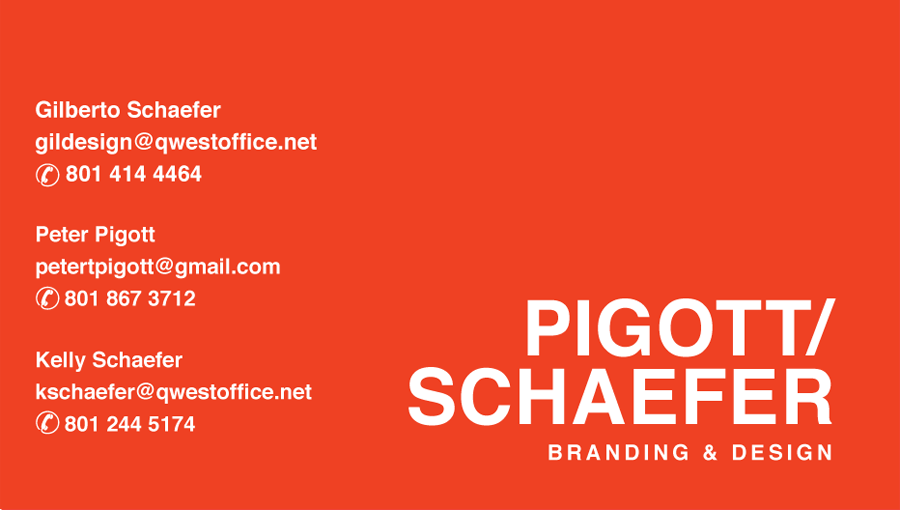 Gilberto Schaefer
gildesign@qwestoffice.net
✆ 801 414 4464
Peter Pigott
petertpigott@gmail.com
✆ 801 867 3712
Kelly Schaefer
kschaefer@qwestoffice.net
✆ 801 244 5174
PIGOTT/
SCHAEFER
BRANDING & DESIGN